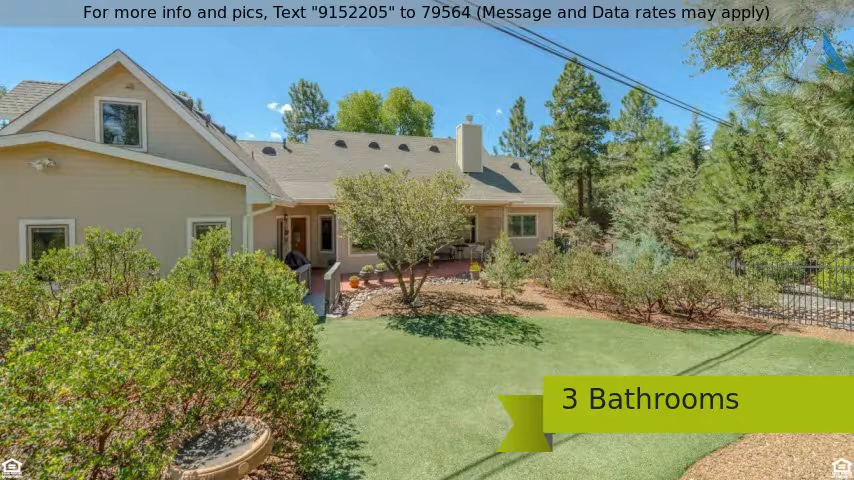 For more info and pics, Text "9152205" to 79564 (Message and Data rates may apply)
3 Bathrooms